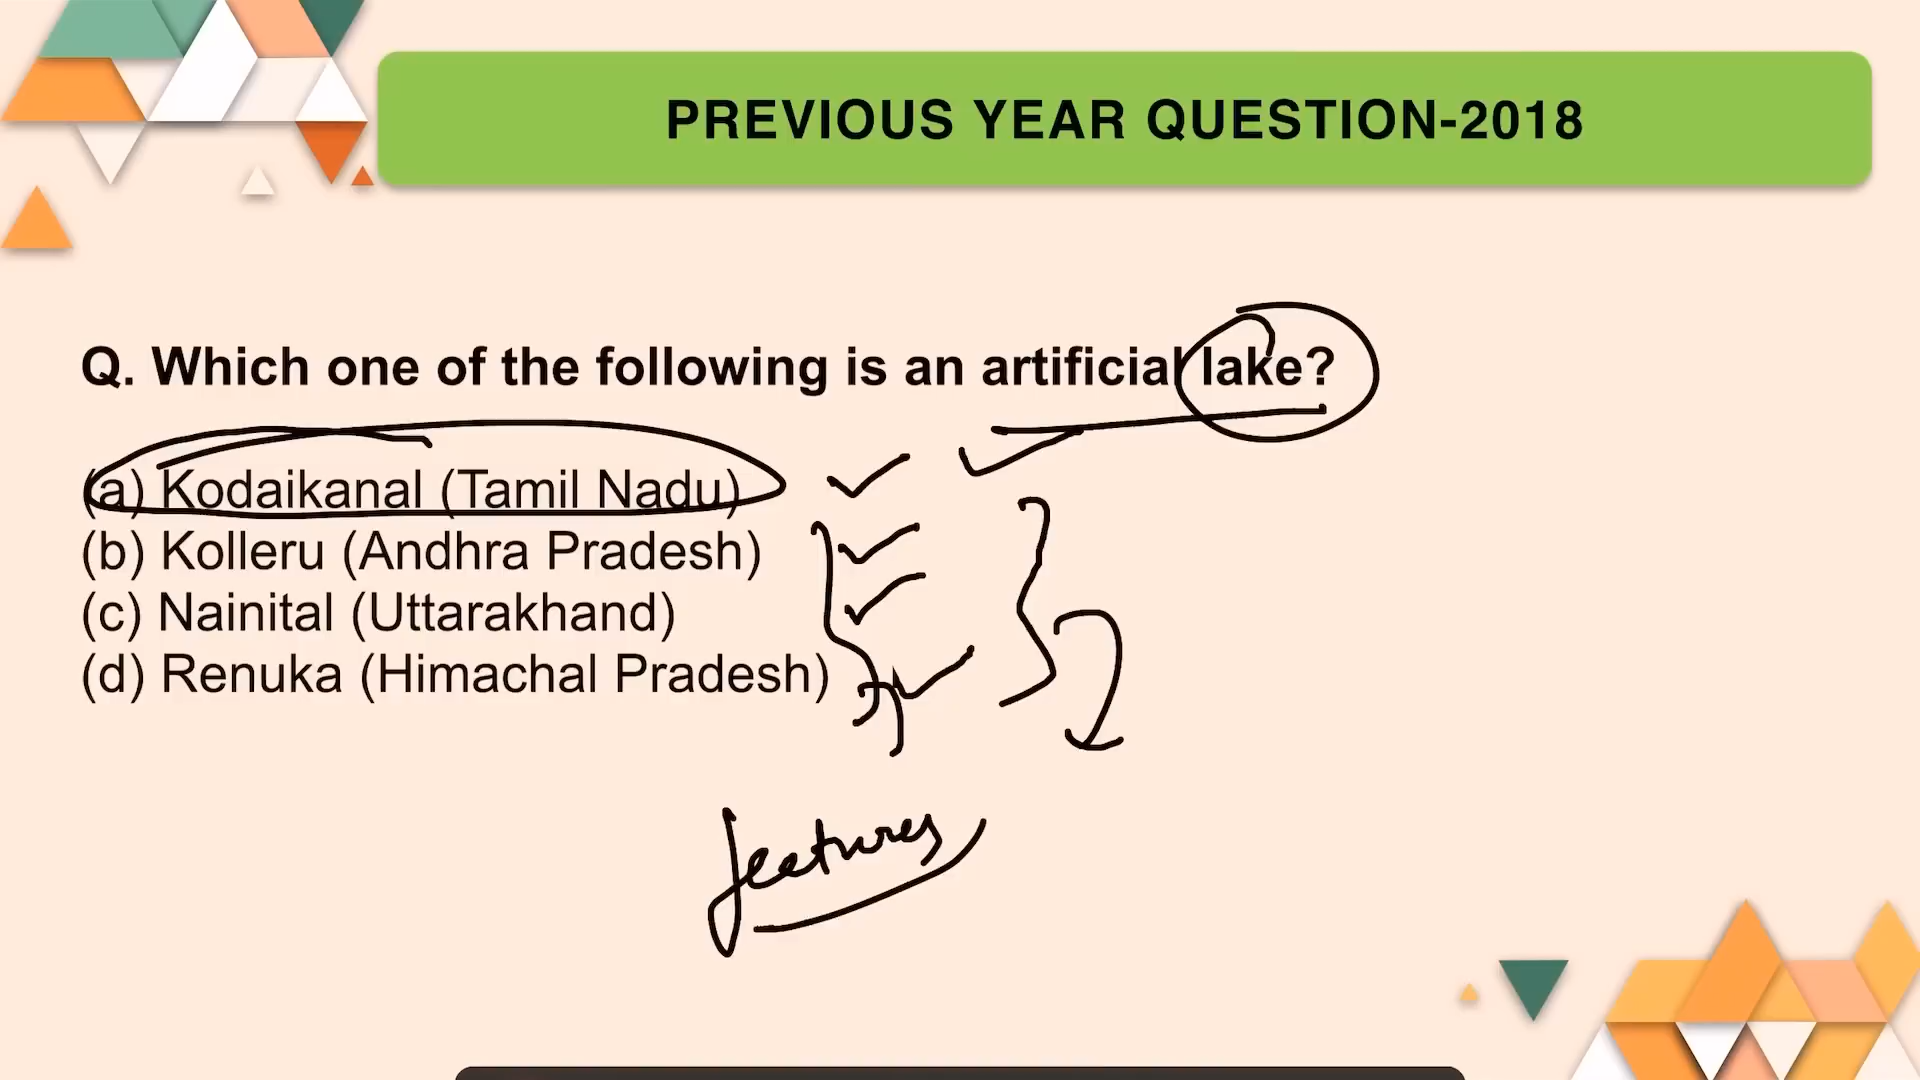 PREVIOUS YEAR QUESTION-2018
Q. Which one of the following is an artificial lake?
(a) Kodaikanal (Tamil Nadu)
(b) Kolleru (Andhra Pradesh)
(c) Nainital (Uttarakhand)
(d) Renuka (Himachal Pradesh)